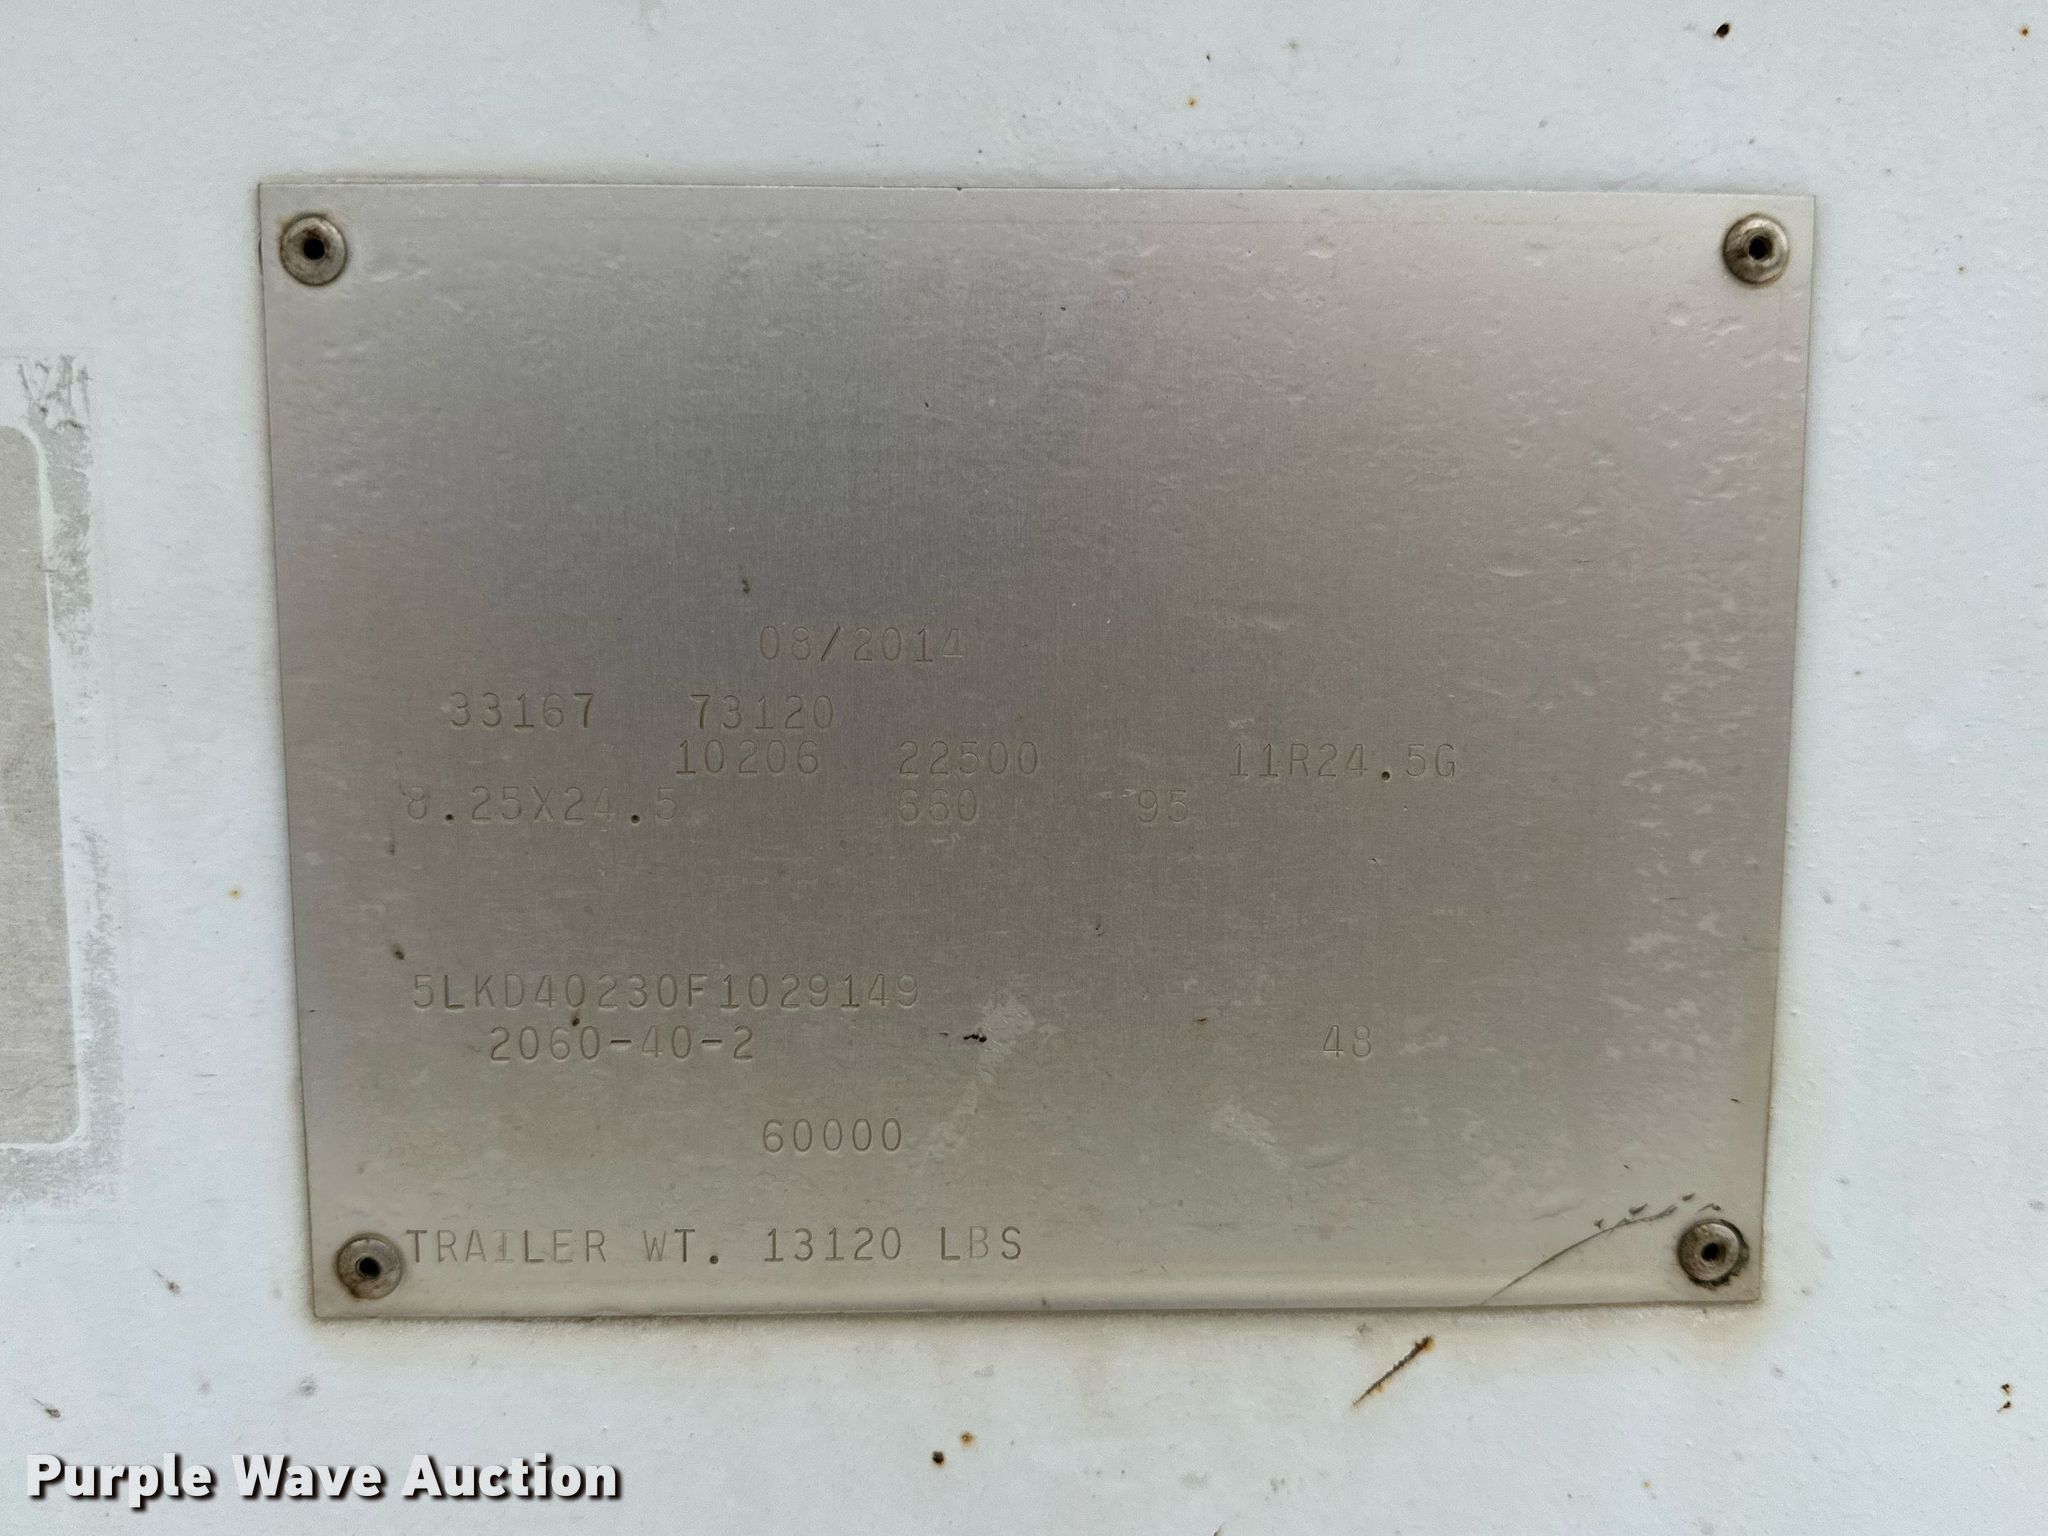 08/2014
33167 73120
10206 22500 11R24.5G
8.25X24.5 660 95
5LKD40230F1029149
2060-40-2 48
60000
TRAILER WT. 13120 LBS
Purple Wave Auction